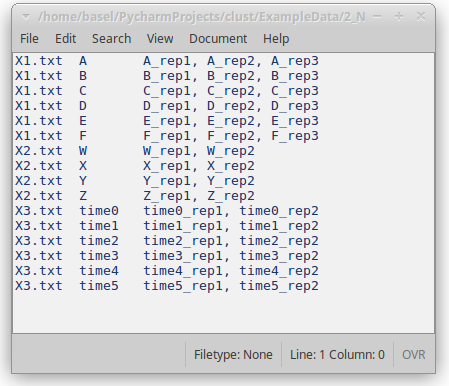 /home/basel/PycharmProjects/clust/ExampleData/2_N
File Edit Search View Document Help
X1.txt A A_rep1, A_rep2, A_rep3
X1.txt B B_rep1, B_rep2, B_rep3
X1.txt C C_rep1, C_rep2, C_rep3
X1.txt D D_rep1, D_rep2, D_rep3
X1.txt E E_rep1, E_rep2, E_rep3
X1.txt F F_rep1, F_rep2, F_rep3
X2.txt W W_rep1, W_rep2
X2.txt X X_rep1, X_rep2
X2.txt Y Y_rep1, Y_rep2
X2.txt Z Z_rep1, Z_rep2
X3.txt time0 time0_rep1, time0_rep2
X3.txt time1 time1_rep1, time1_rep2
X3.txt time2 time2_rep1, time2_rep2
X3.txt time3 time3_rep1, time3_rep2
X3.txt time4 time4_rep1, time4_rep2
X3.txt time5 time5_rep1, time5_rep2
Filetype: None Line: 1 Column: 0 OVR